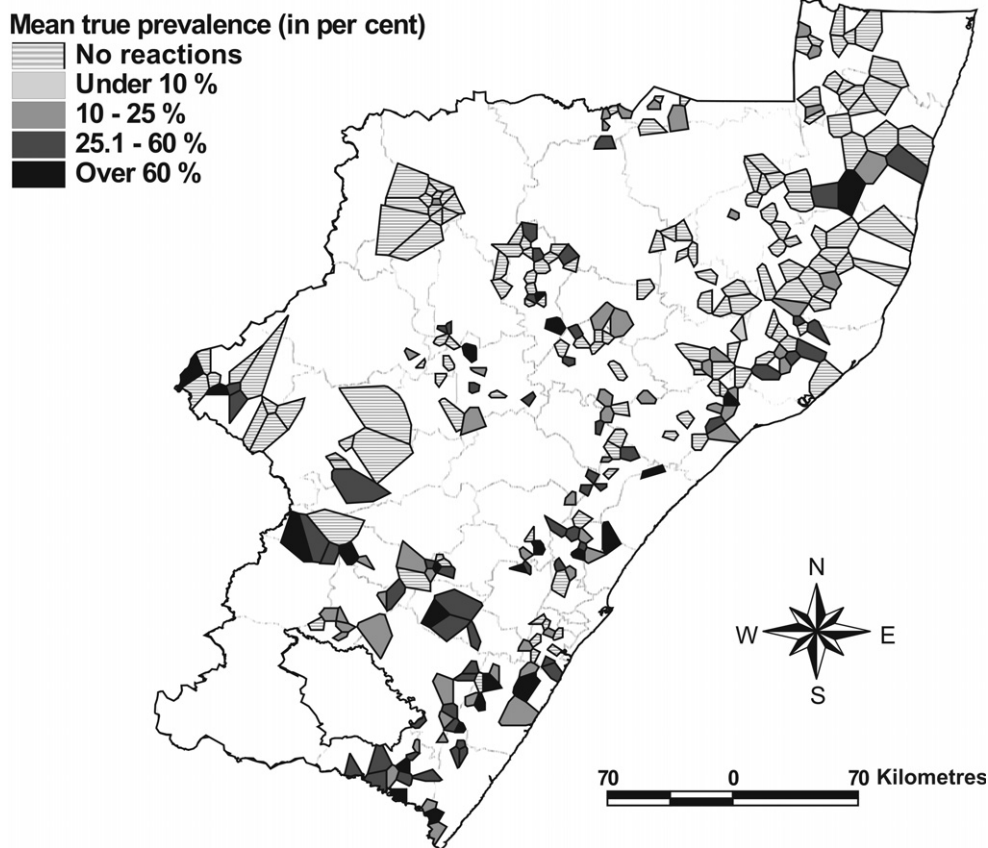 Mean true prevalence (in per cent)
No reactions
Under 10 %
10 - 25 %
25.1 - 60 %
Over 60 %
N
W E
S
70 0 70 Kilometres